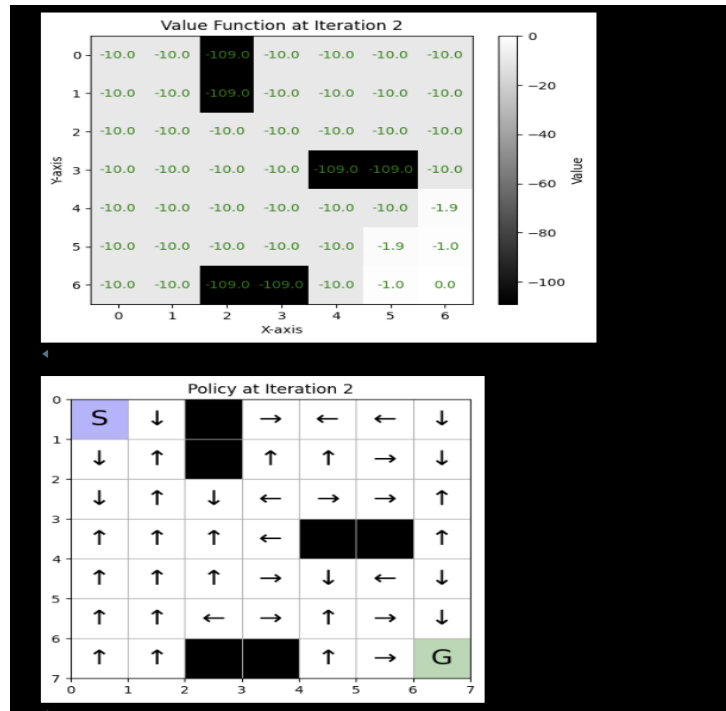 Value Function at Iteration 2
0 -10.0 -10.0 -109.0 -10.0 -10.0 -10.0 -10.0
1 -10.0 -10.0 -109.0 -10.0 -10.0 -10.0 -10.0
2 -10.0 -10.0 -10.0 -10.0 -10.0 -10.0 -10.0
3 -10.0 -10.0 -10.0 -10.0 -109.0 -109.0 -10.0
4 -10.0 -10.0 -10.0 -10.0 -10.0 -10.0 -1.9
5 -10.0 -10.0 -10.0 -10.0 -10.0 -1.9 -1.0
6 -10.0 -10.0 -109.0 -109.0 -10.0 -1.0 0.0
0 1 2 3 4 5 6
X-axis
Y-axis
0
−20
−40
−60
−80
−100
Value
Policy at Iteration 2
0
S ↓ → ← ← ↓
1
↓ ↑ ↑ ↑ → ↓
2
↓ ↑ ↓ ← → → ↑
3
↑ ↑ ↑ ← ↑
4
↑ ↑ ↑ → ↓ ← ↓
5
↑ ↑ ← → ↑ → ↓
6
↑ ↑ ↑ → G
7
0 1 2 3 4 5 6 7